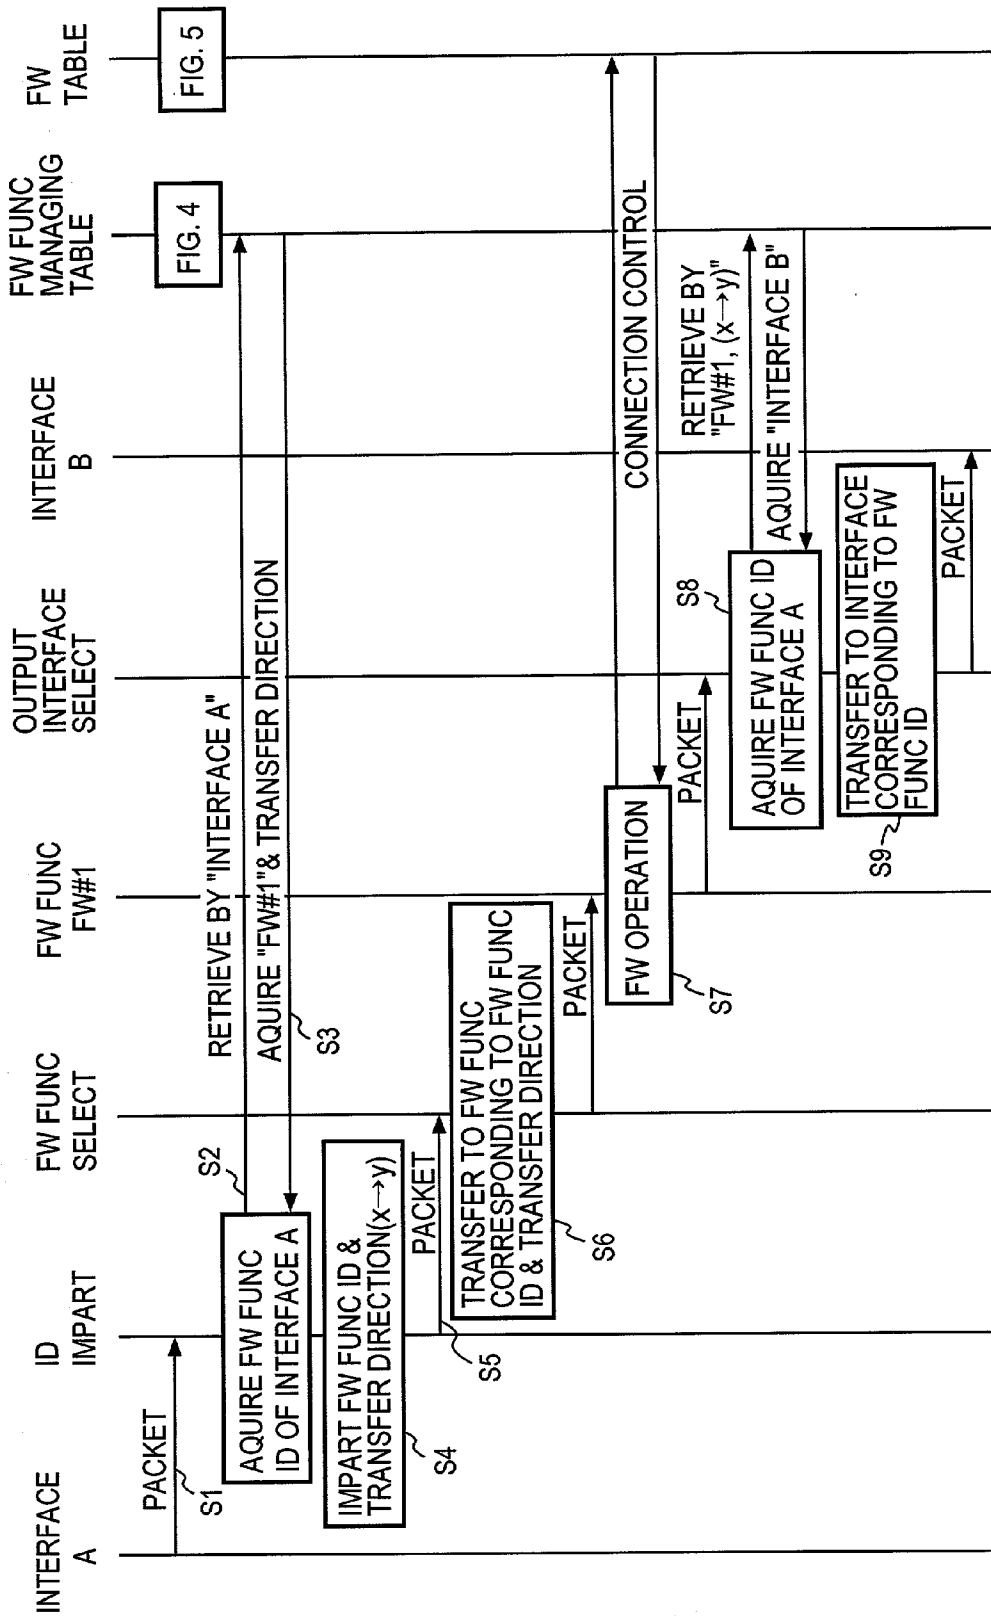 INTERFACE
A
ID
IMPART
FW FUNC
SELECT
FW FUNC
FW#1
OUTPUT
INTERFACE
SELECT
INTERFACE
B
FW FUNC
MANAGING
TABLE
FW
TABLE
FIG. 4
FIG. 5
PACKET
S1
AQUIRE FW FUNC
ID OF INTERFACE A
S2
RETRIEVE BY "INTERFACE A"
AQUIRE "FW#1" & TRANSFER DIRECTION
S3
IMPART FW FUNC ID &
TRANSFER DIRECTION(x→y)
S4
PACKET
S5
TRANSFER TO FW FUNC
CORRESPONDING TO FW FUNC
ID & TRANSFER DIRECTION
S6
PACKET
FW OPERATION
S7
CONNECTION CONTROL
PACKET
S8
AQUIRE FW FUNC ID
OF INTERFACE A
RETRIEVE BY
"FW#1, (x→y)"
AQUIRE "INTERFACE B"
TRANSFER TO INTERFACE
CORRESPONDING TO FW
FUNC ID
S9
PACKET